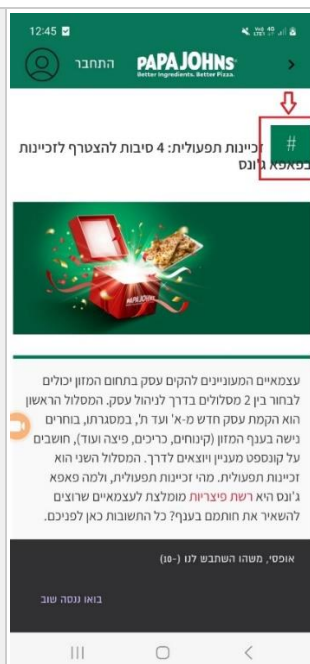 12:45
התחבר
PAPA JOHNS
Better Ingredients. Better Pizza.
#
זכיינות תפעולית: 4 סיבות להצטרף לזכיינות
בפאפא ג'ונס
PAPA JOHNS
עצמאיים המעוניינים להקים עסק בתחום המזון יכולים
לבחור בין 2 מסלולים בדרך לניהול עסק. המסלול הראשון
הוא הקמת עסק חדש מ-א' ועד ת', במסגרתו, בוחרים
נישה בענף המזון (קינוחים, כריכים, פיצה ועוד), חושבים
על קונספט מעניין ויוצאים לדרך. המסלול השני הוא
זכיינות תפעולית. מהי זכיינות תפעולית, ולמה פאפא
ג'ונס היא רשת פיצריות מומלצת לעצמאיים שרוצים
להשאיר את חותמם בענף? כל התשובות כאן לפניכם.
אופסי, משהו השתבש לנו (-10)
בואו ננסה שוב